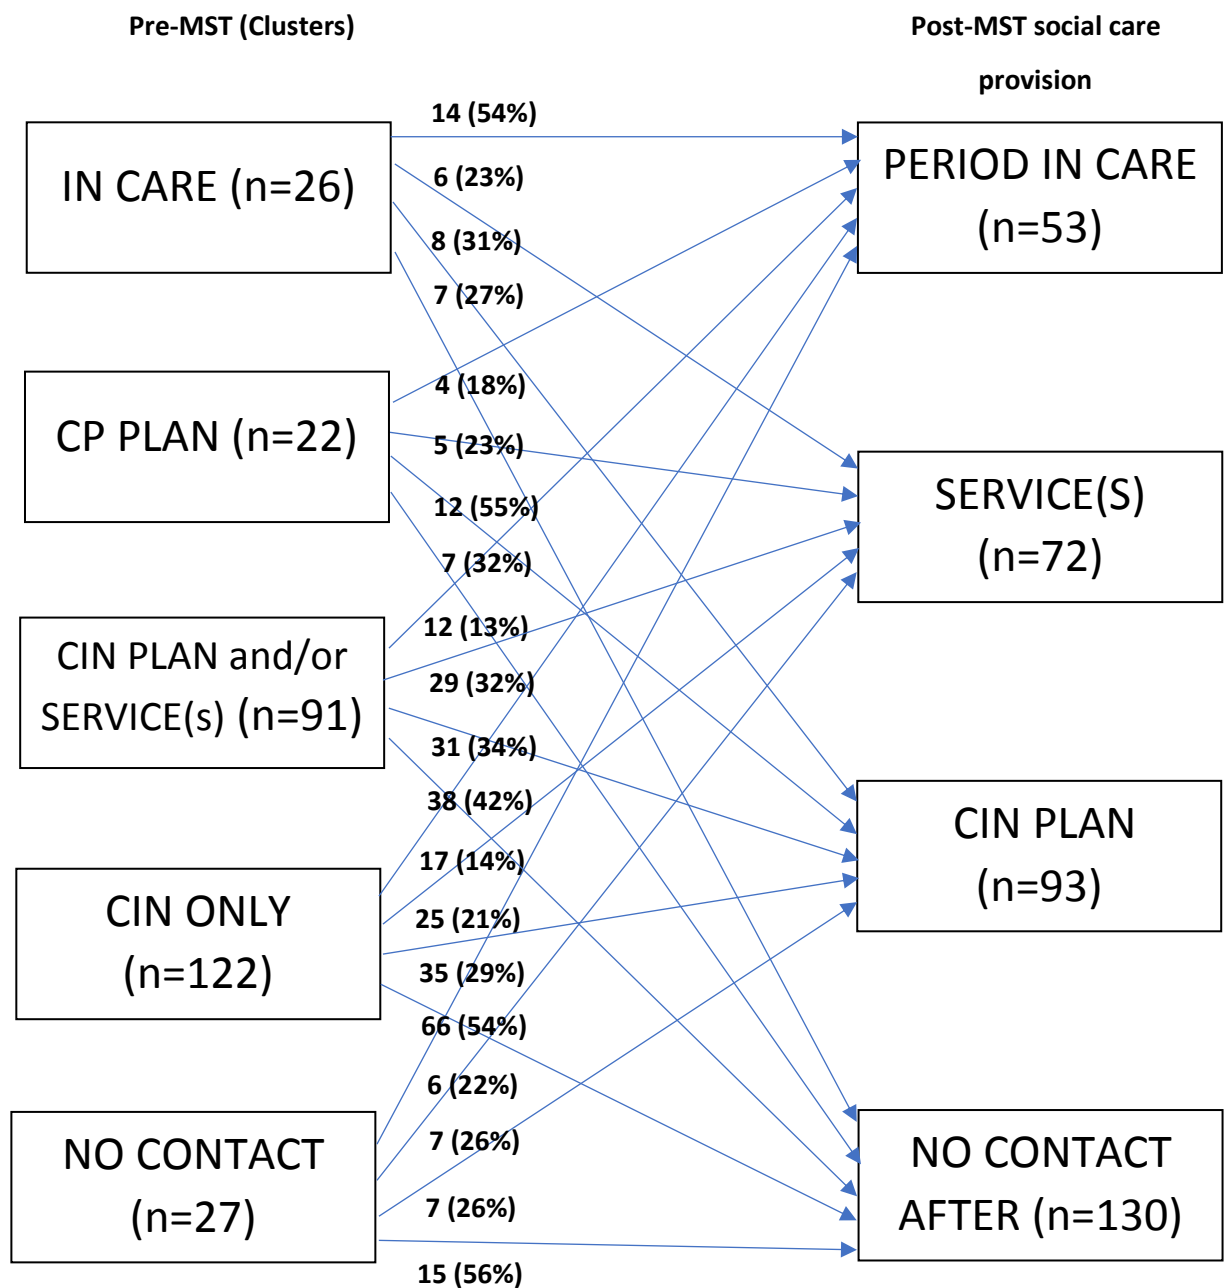 Pre-MST (Clusters)
Post-MST social care
provision
14 (54%)
6 (23%)
8 (31%)
7 (27%)
IN CARE (n=26)
PERIOD IN CARE
(n=53)
4 (18%)
5 (23%)
12 (55%)
7 (32%)
CP PLAN (n=22)
SERVICE(S)
(n=72)
12 (13%)
29 (32%)
31 (34%)
38 (42%)
CIN PLAN and/or
SERVICE(s) (n=91)
CIN PLAN
(n=93)
17 (14%)
25 (21%)
35 (29%)
66 (54%)
CIN ONLY
(n=122)
6 (22%)
7 (26%)
7 (26%)
15 (56%)
NO CONTACT
(n=27)
NO CONTACT
AFTER (n=130)